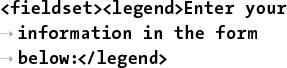 <fieldset><legend>Enter your
→ information in the form
→ below:</legend>